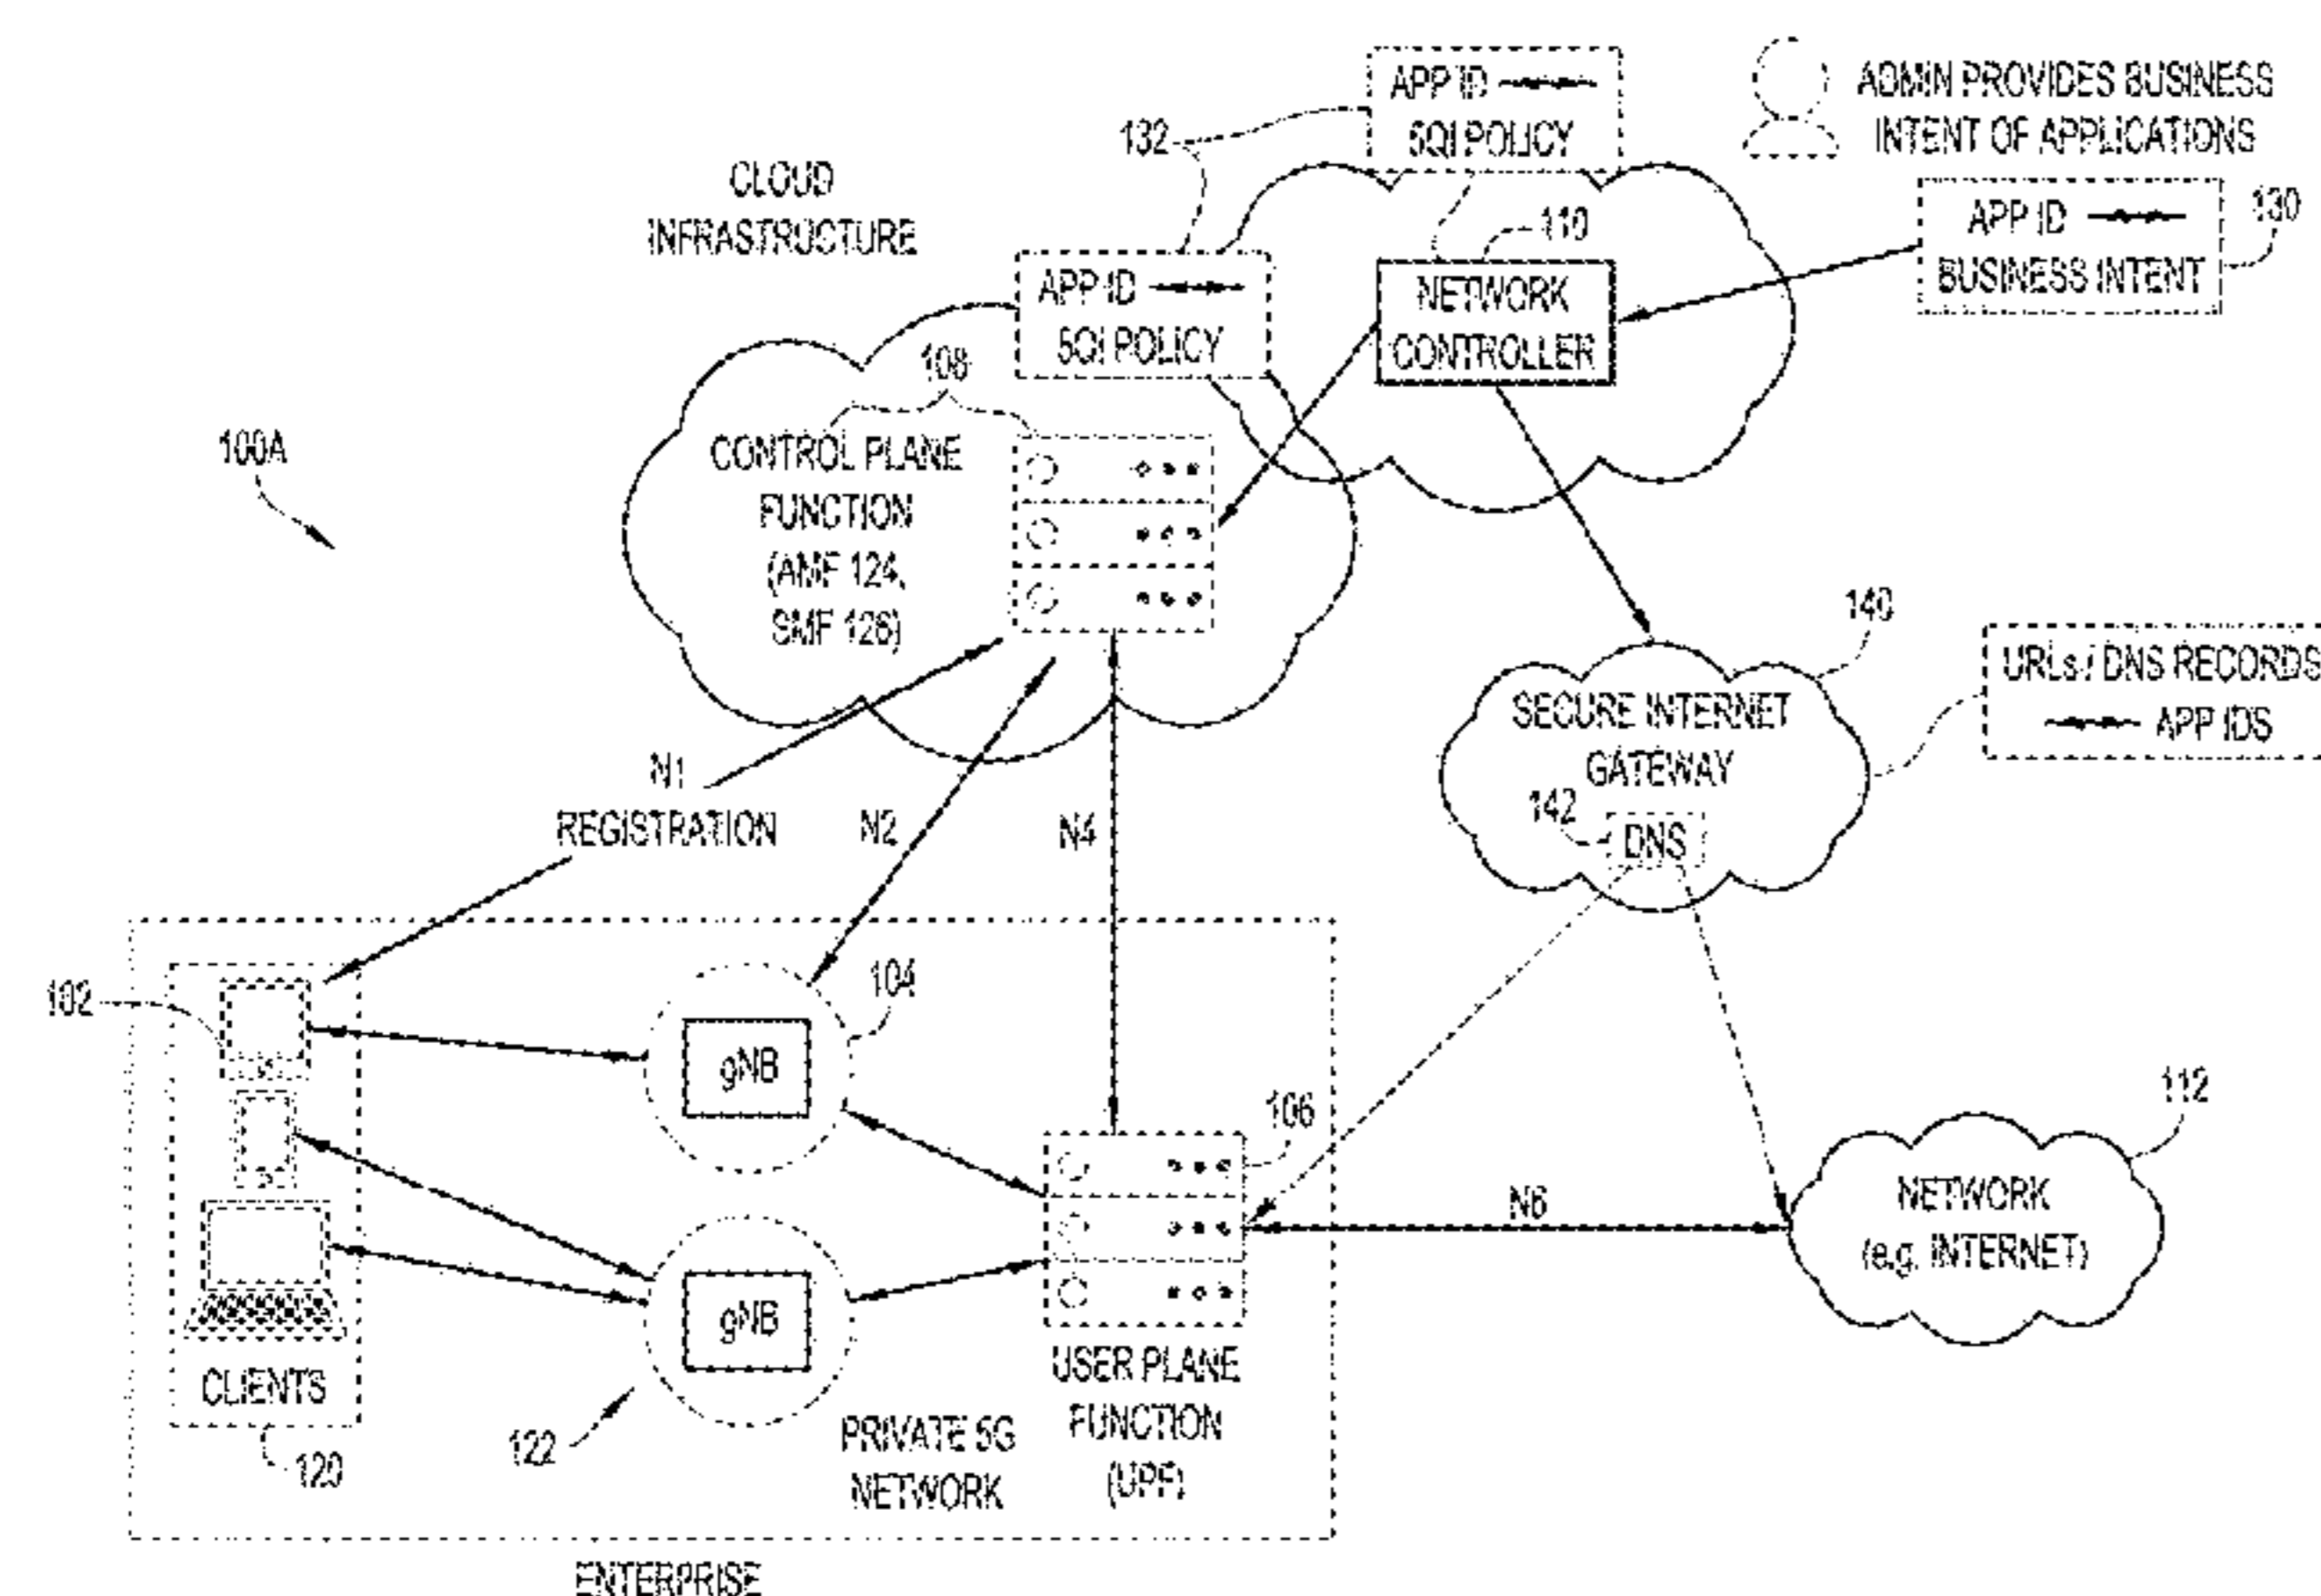 APP ID
5QI POLICY
ADMIN PROVIDES BUSINESS
INTENT OF APPLICATIONS
132
CLOUD
INFRASTRUCTURE
110
APP ID
BUSINESS INTENT
130
APP ID
5QI POLICY
NETWORK
CONTROLLER
108
100A
CONTROL PLANE
FUNCTION
(AMF 124,
SMF 126)
140
URLs / DNS RECORDS
APP IDS
SECURE INTERNET
GATEWAY
142
DNS
N1
REGISTRATION
N2
N4
102
104
gNB
106
112
N6
NETWORK
(e.g. INTERNET)
gNB
CLIENTS
120
122
PRIVATE 5G
NETWORK
USER PLANE
FUNCTION
(UPF)
ENTERPRISE